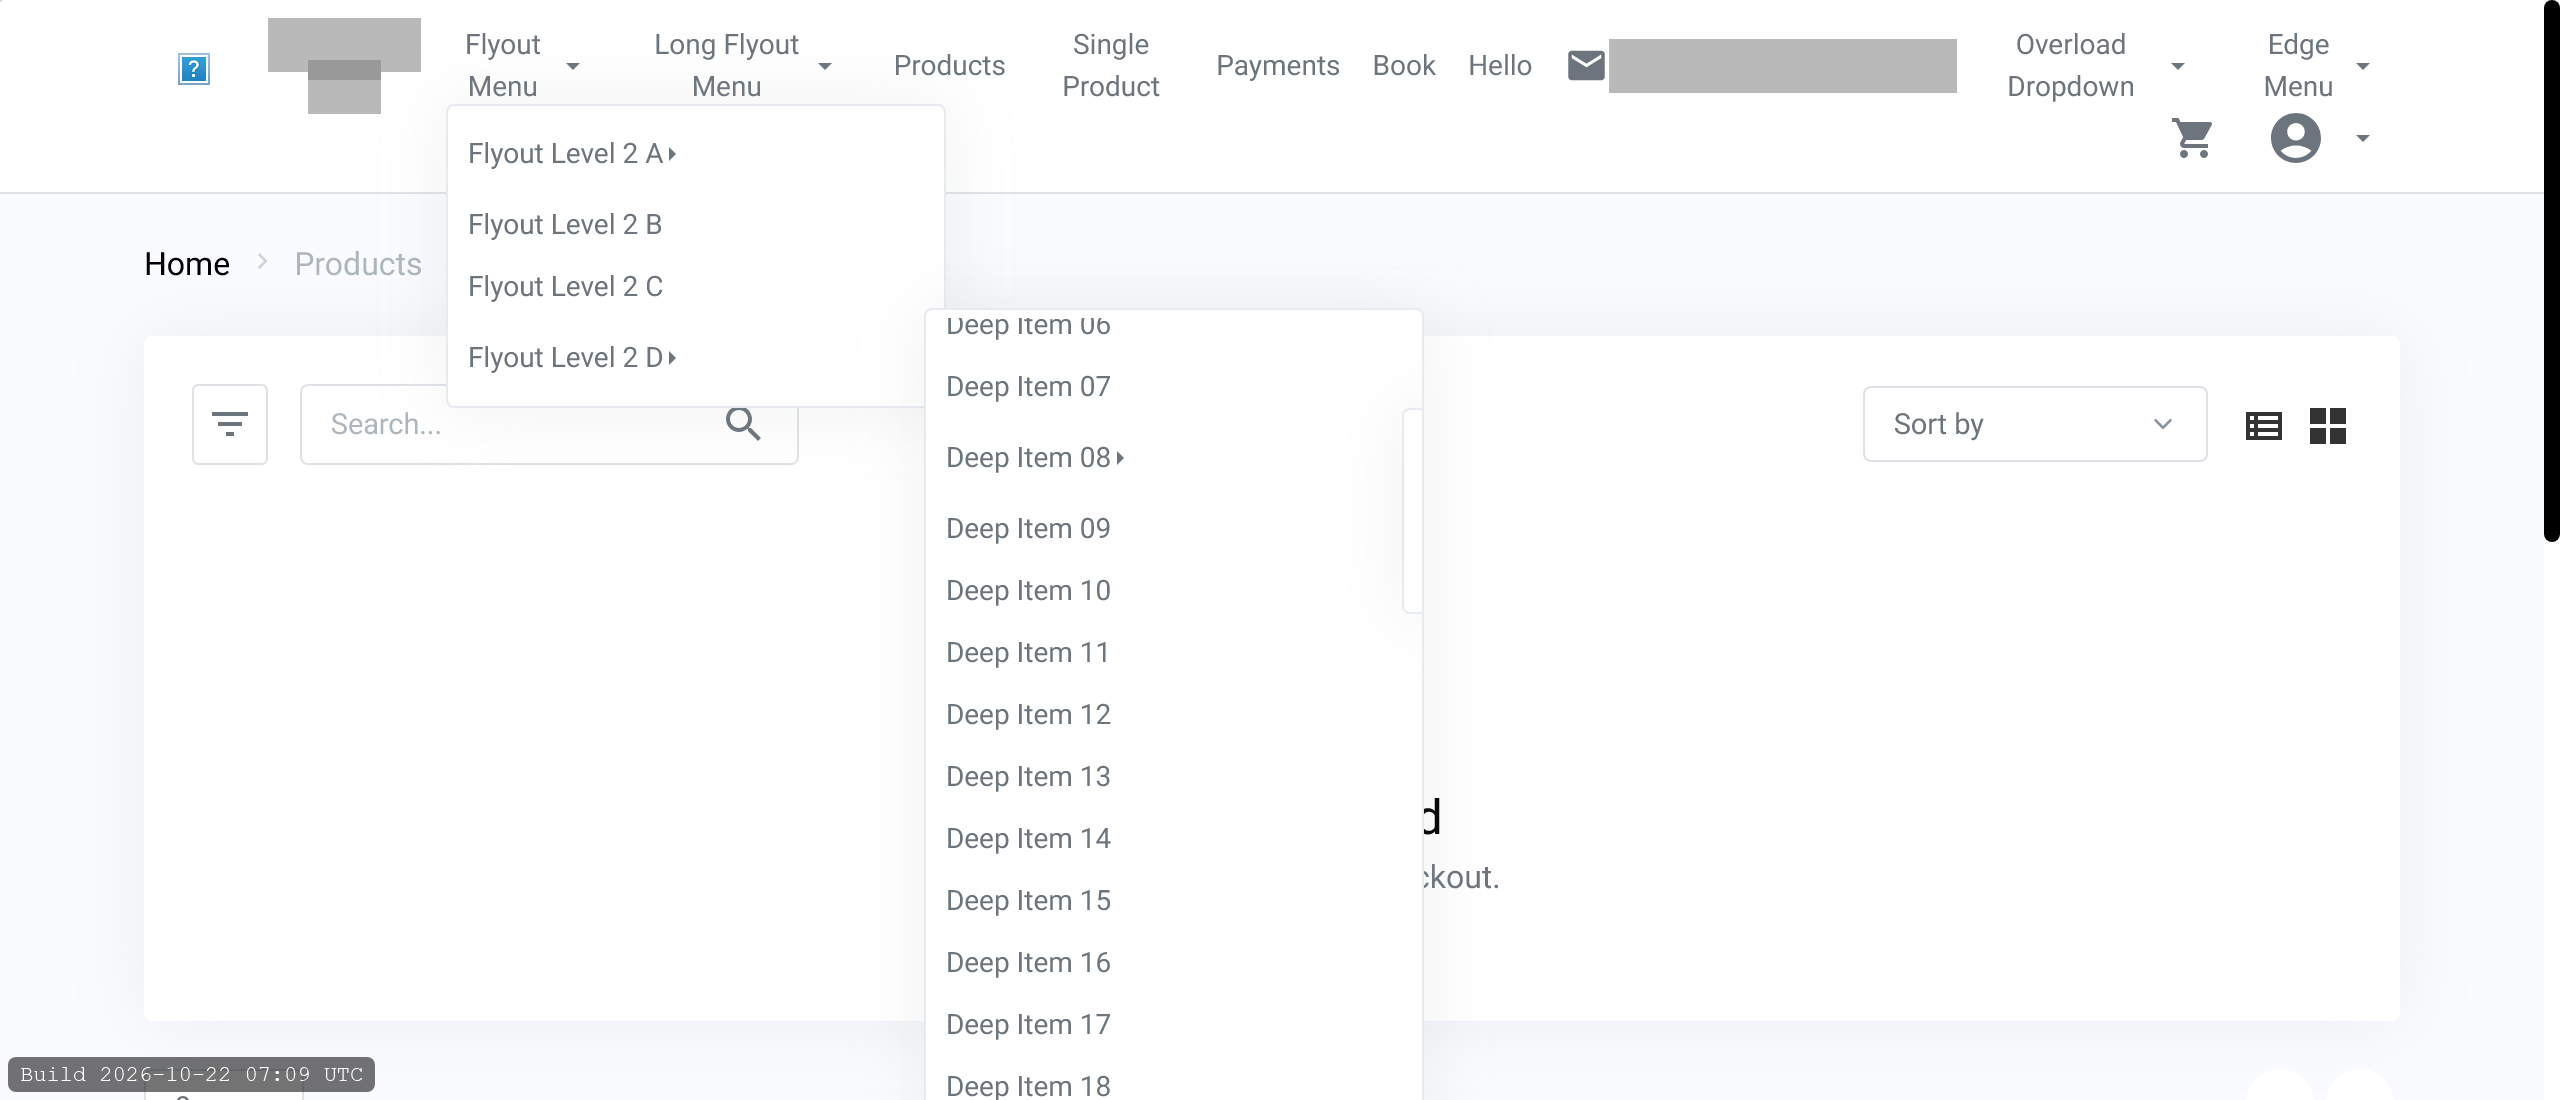 Flyout
Menu
Long Flyout
Menu
Products
Single
Product
Payments
Book
Hello
Overload
Dropdown
Edge
Menu
Flyout Level 2 A
Flyout Level 2 B
Flyout Level 2 C
Flyout Level 2 D
Home
Products
Search...
Sort by
Deep Item 06
Deep Item 07
Deep Item 08
Deep Item 09
Deep Item 10
Deep Item 11
Deep Item 12
Deep Item 13
Deep Item 14
Deep Item 15
Deep Item 16
Deep Item 17
Deep Item 18
d
ckout.
Build 2026-10-22 07:09 UTC